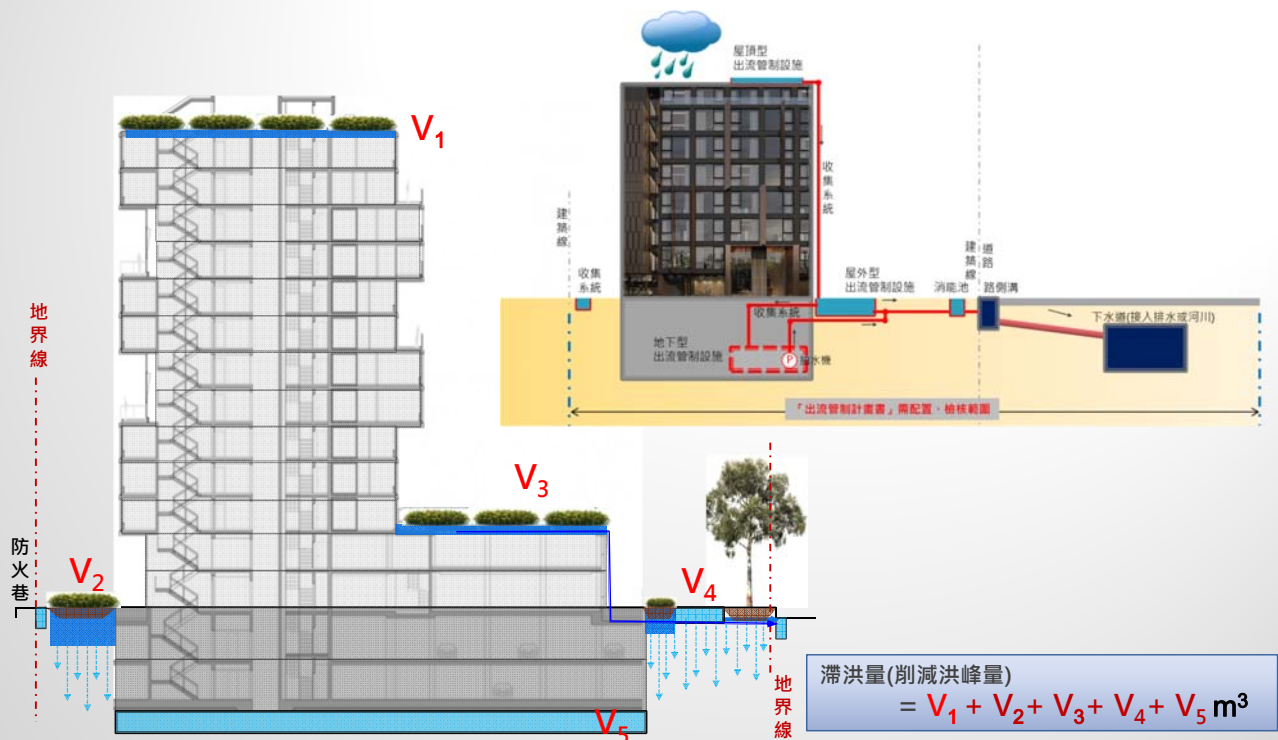 屋頂型
出流管制設施
V₁
收集系統
建築線
收集
系統
屋外型
出流管制設施
消能池
建築線
道路
路側溝
收集系統
下水道(接入排水或河川)
地下型
出流管制設施
P
抽水機
「出流管制計畫書」需配置、檢核範圍
地界線
V₃
防火巷
V₂
V₄
V₅
地界線
滯洪量(削減洪峰量)
= V₁ + V₂+ V₃+ V₄+ V₅ m³